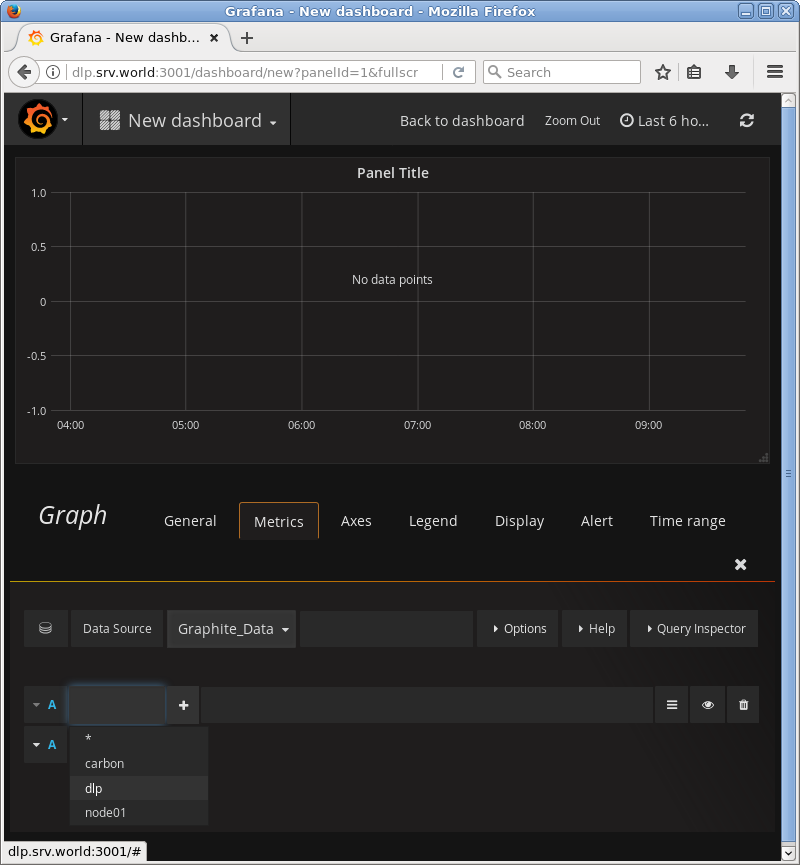 Grafana - New dashboard - Mozilla Firefox
Grafana - New dashb...
dlp.srv.world:3001/dashboard/new?panelId=1&fullscr
Search
New dashboard
Back to dashboard
Zoom Out
Last 6 ho...
Panel Title
1.0
0.5
No data points
0
-0.5
-1.0
04:00 05:00 06:00 07:00 08:00 09:00
Graph
General Metrics Axes Legend Display Alert Time range
Data Source Graphite_Data Options Help Query Inspector
A
A
*
carbon
dlp
node01
dlp.srv.world:3001/#